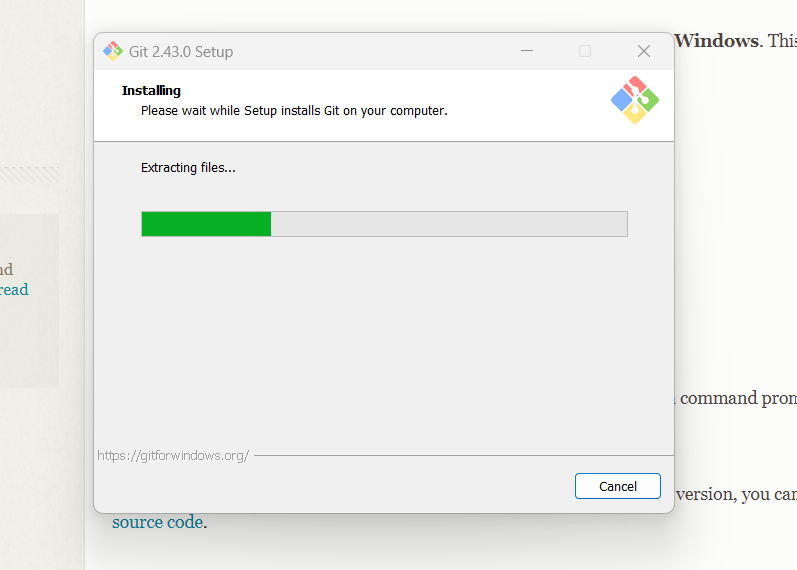 Git 2.43.0 Setup
Windows. This
Installing
Please wait while Setup installs Git on your computer.
Extracting files...
nd
read
command prom
https://gitforwindows.org/
Cancel
version, you can
source code.